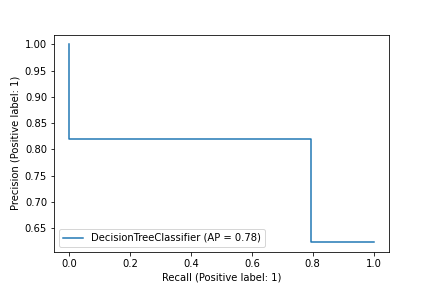 1.00
0.95
0.90
0.85
0.80
0.75
0.70
0.65
Precision (Positive label: 1)
DecisionTreeClassifier (AP = 0.78)
0.0 0.2 0.4 0.6 0.8 1.0
Recall (Positive label: 1)